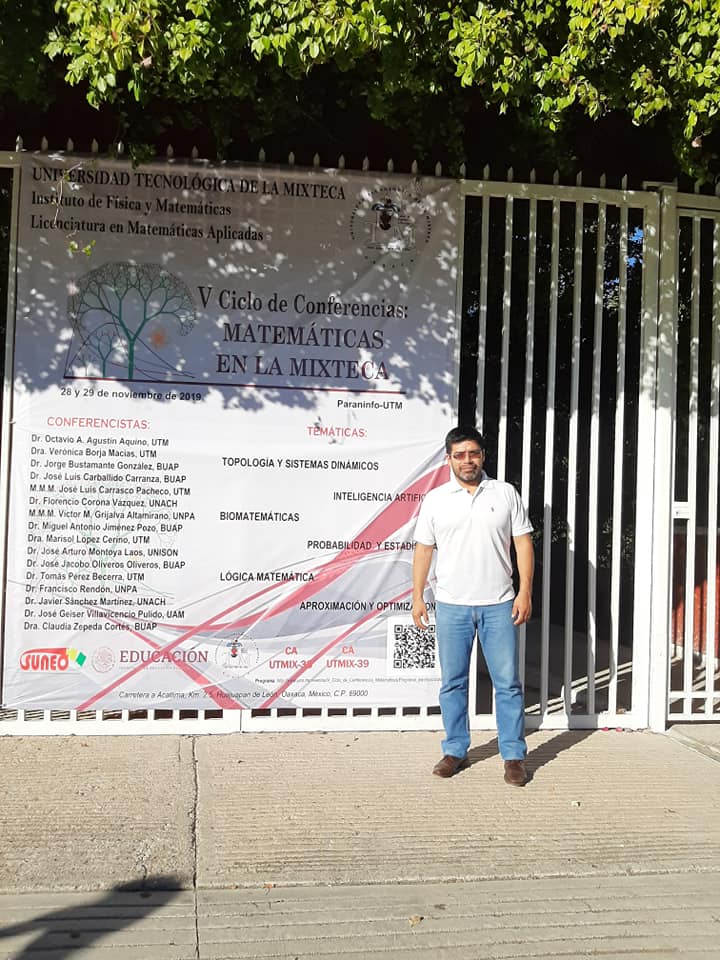 UNIVERSIDAD TECNOLÓGICA DE LA MIXTECA
Instituto de Física y Matemáticas
Licenciatura en Matemáticas Aplicadas
V Ciclo de Conferencias:
MATEMÁTICAS
EN LA MIXTECA
28 y 29 de noviembre de 2019
Paraninfo-UTM
CONFERENCISTAS:
Dr. Octavio A. Agustín Aquino, UTM
Dra. Verónica Borja Macías, UTM
Dr. Jorge Bustamante González, BUAP
Dr. José Luis Carballido Carranza, BUAP
M.M.M. José Luis Carrasco Pacheco, UTM
Dr. Florencio Corona Vázquez, UNACH
M.M.M. Víctor M. Grijalva Altamirano, UNPA
Dr. Miguel Antonio Jiménez Pozo, BUAP
Dra. Marisol López Cerino, UTM
Dr. José Arturo Montoya Laos, UNISON
Dr. José Jacobo Oliveros Oliveros, BUAP
Dr. Tomás Pérez Becerra, UTM
Dr. Francisco Rendón, UNPA
Dr. Javier Sánchez Martínez, UNACH
Dr. José Geiser Villavicencio Pulido, UAM
Dra. Claudia Zepeda Cortés, BUAP
TEMÁTICAS:
TOPOLOGÍA Y SISTEMAS DINÁMICOS
INTELIGENCIA ARTIFIC
BIOMATEMÁTICAS
PROBABILIDAD Y ESTADÍ
LÓGICA MATEMÁTICA
APROXIMACIÓN Y OPTIMIZACIÓN
SUNEO
EDUCACIÓN
CA
UTMIX-33
CA
UTMIX-39
Programa:
Carretera a Acatlima, Km. 2.5, Huajuapan de León, Oaxaca, México, C.P. 69000